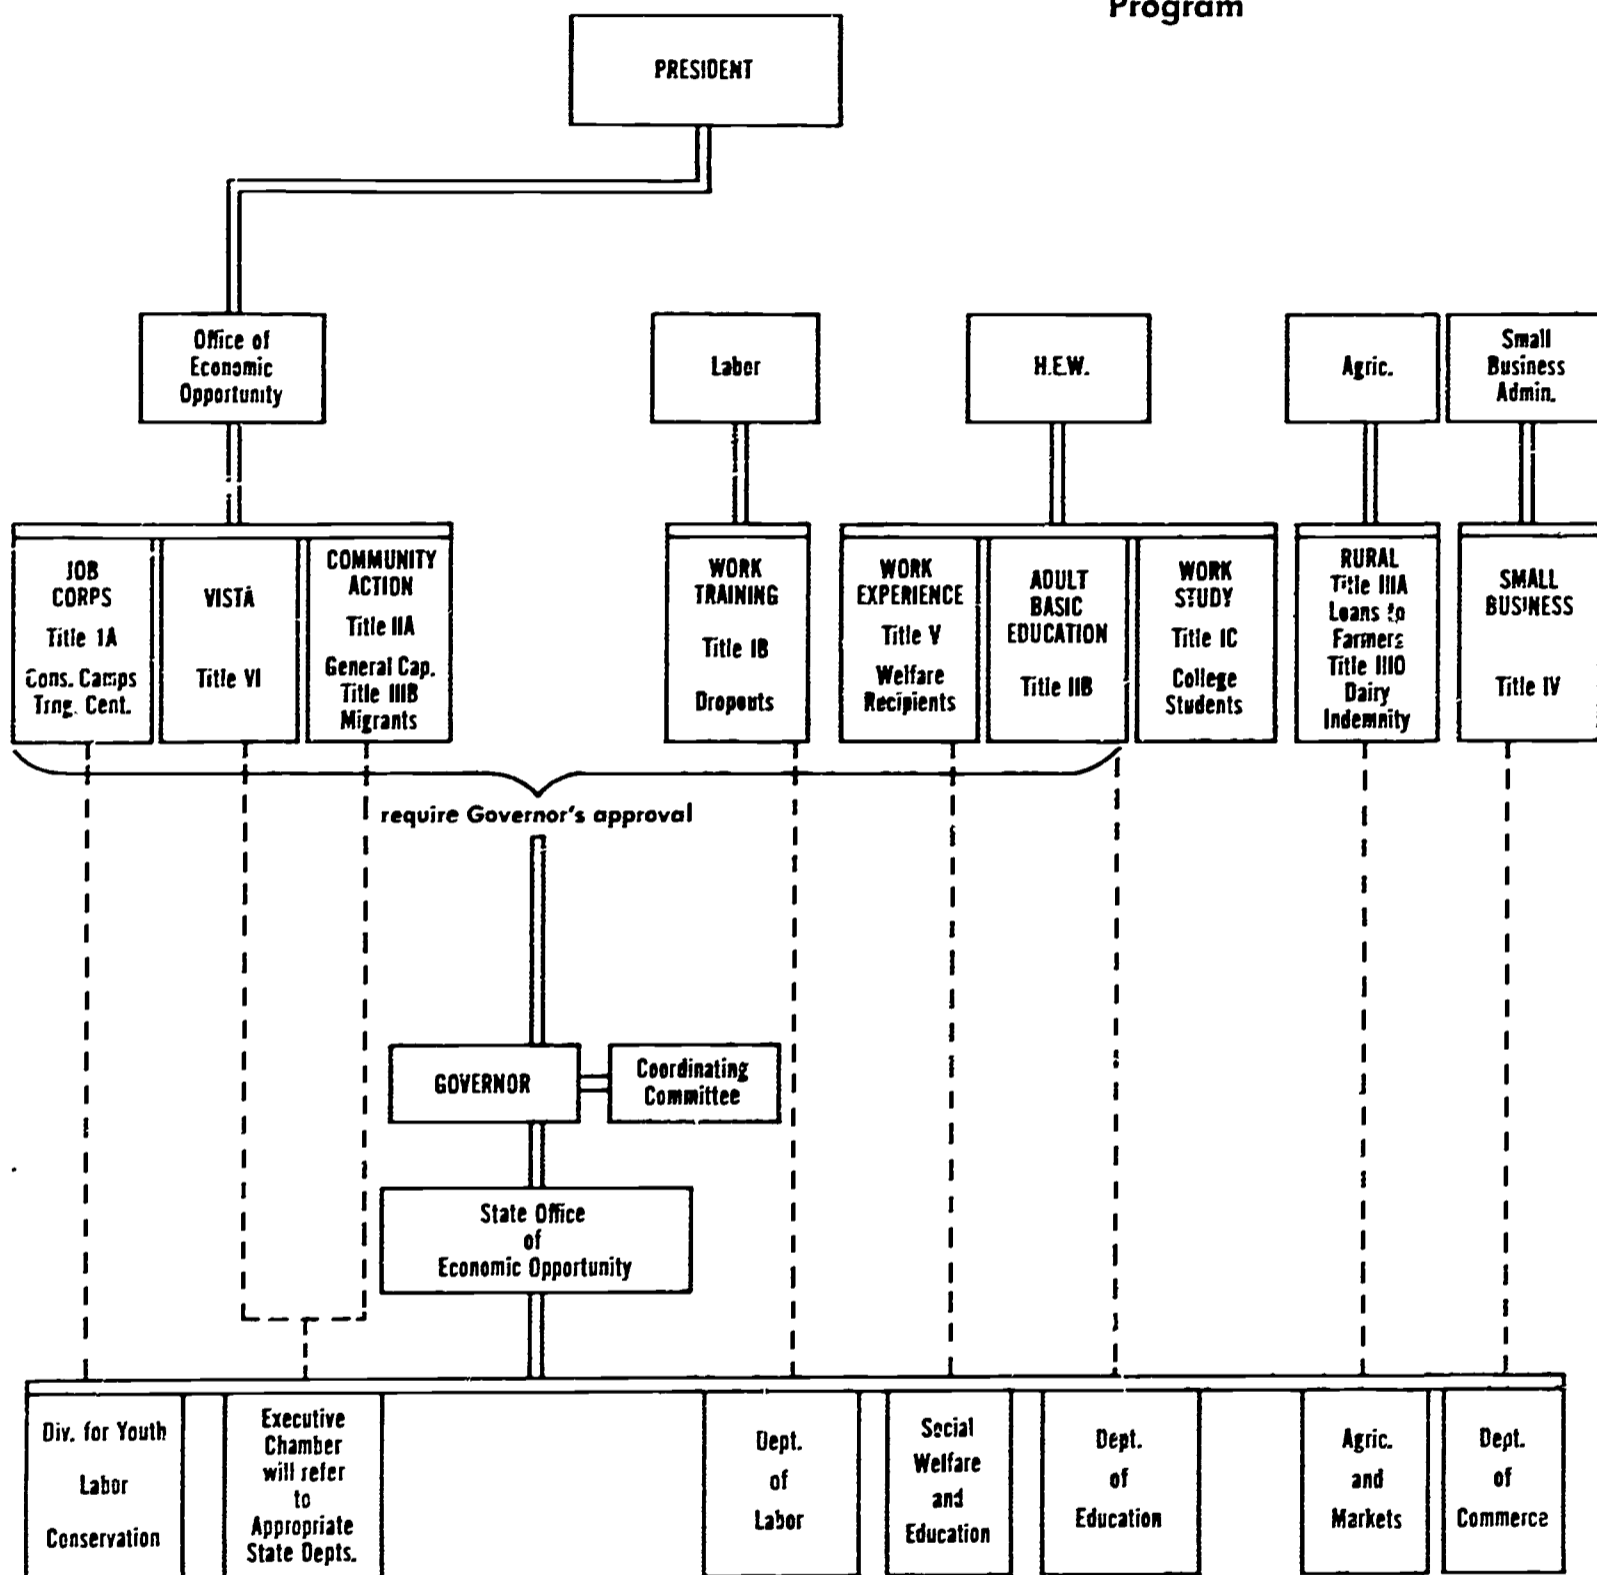 Program
PRESIDENT
Office of
Economic
Opportunity
Labor
H.E.W.
Agric.
Small
Business
Admin.
JOB
CORPS
Title 1A
Cons. Camps
Trng. Cent.
VISTA
Title VI
COMMUNITY
ACTION
Title IIA
General Cap.
Title IIIB
Migrants
WORK
TRAINING
Title IB
Dropouts
WORK
EXPERIENCE
Title V
Welfare
Recipients
ADULT
BASIC
EDUCATION
Title IIB
WORK
STUDY
Title IC
College
Students
RURAL
Title IIIA
Loans to
Farmers
Title IIID
Dairy
Indemnity
SMALL
BUSINESS
Title IV
require Governor's approval
GOVERNOR
Coordinating
Committee
State Office
of
Economic Opportunity
Div. for Youth
Labor
Conservation
Executive
Chamber
will refer
to
Appropriate
State Depts.
Dept.
of
Labor
Social
Welfare
and
Education
Dept.
of
Education
Agric.
and
Markets
Dept.
of
Commerce